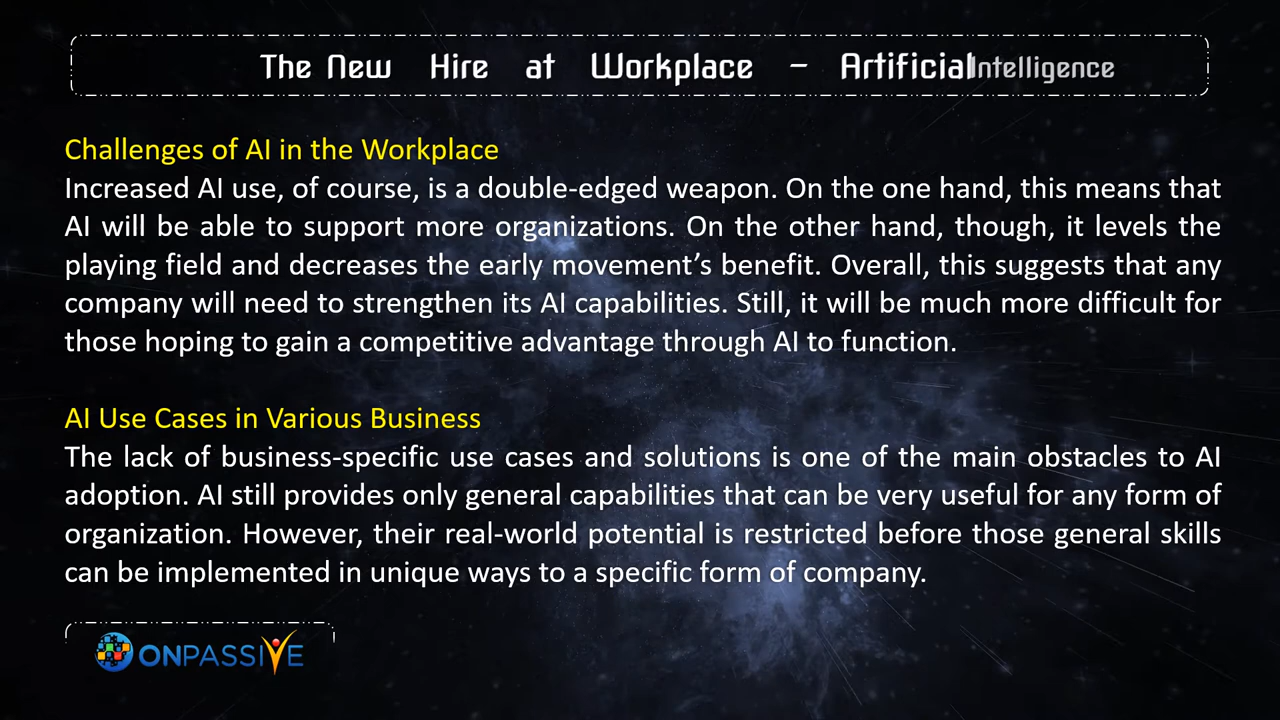 The New Hire at Workplace – Artificial Intelligence
Challenges of AI in the Workplace
Increased AI use, of course, is a double-edged weapon. On the one hand, this means that
AI will be able to support more organizations. On the other hand, though, it levels the
playing field and decreases the early movement’s benefit. Overall, this suggests that any
company will need to strengthen its AI capabilities. Still, it will be much more difficult for
those hoping to gain a competitive advantage through AI to function.
AI Use Cases in Various Business
The lack of business-specific use cases and solutions is one of the main obstacles to AI
adoption. AI still provides only general capabilities that can be very useful for any form of
organization. However, their real-world potential is restricted before those general skills
can be implemented in unique ways to a specific form of company.
ONPASSIVE